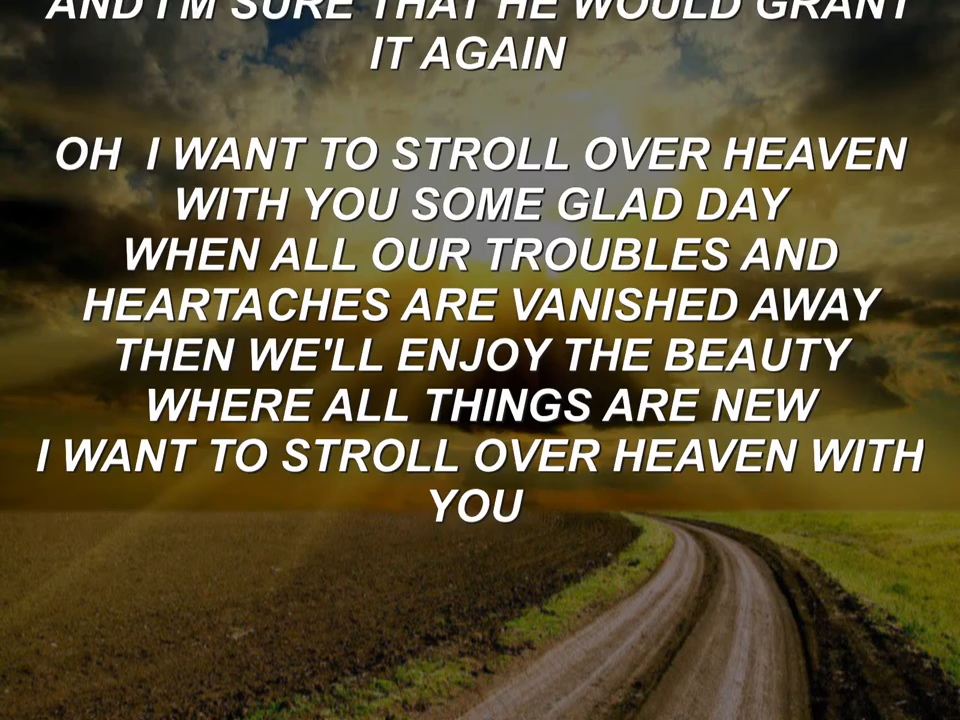 AND I'M SURE THAT HE WOULD GRANT
IT AGAIN
OH  I WANT TO STROLL OVER HEAVEN
WITH YOU SOME GLAD DAY
WHEN ALL OUR TROUBLES AND
HEARTACHES ARE VANISHED AWAY
THEN WE'LL ENJOY THE BEAUTY
WHERE ALL THINGS ARE NEW
I WANT TO STROLL OVER HEAVEN WITH
YOU